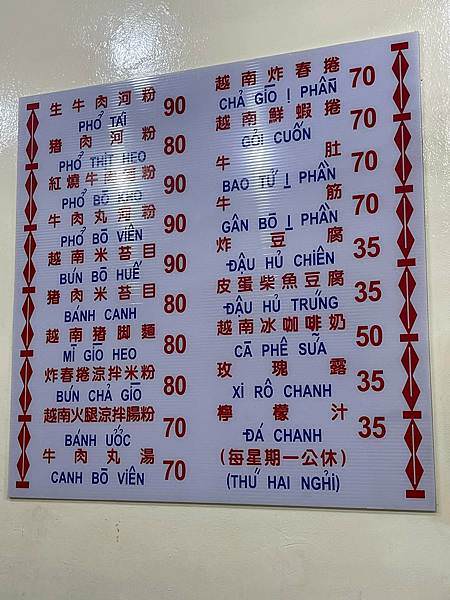 生牛肉河粉 90
PHỞ TÁI
豬肉河粉 80
PHỞ THỊT HEO
紅燒牛肉河粉 90
PHỞ BÒ KHO
牛肉丸河粉 90
PHỞ BÒ VIÊN
越南米苔目 90
BÚN BÒ HUẾ
豬肉米苔目 80
BÁNH CANH
越南豬腳麵 80
MÌ GIÒ HEO
炸春捲涼拌米粉 80
BÚN CHẢ GIÒ
越南火腿涼拌腸粉 70
BÁNH ƯỚC
牛肉丸湯 70
CANH BÒ VIÊN
越南炸春捲 70
CHẢ GIÒ | PHẦN
越南鮮蝦捲 70
GỎI CUỐN
牛肚 70
BAO TỬ I PHẦN
牛筋 70
GÂN BÒ I PHẦN
炸豆腐 35
ĐẬU HỦ CHIÊN
皮蛋柴魚豆腐 35
ĐẬU HỦ TRỨNG
越南冰咖啡奶 50
CÀ PHÊ SỮA
玫瑰露 35
XI RÔ CHANH
檸檬汁 35
ĐÁ CHANH
(每星期一公休)
(THỨ HAI NGHỈ)